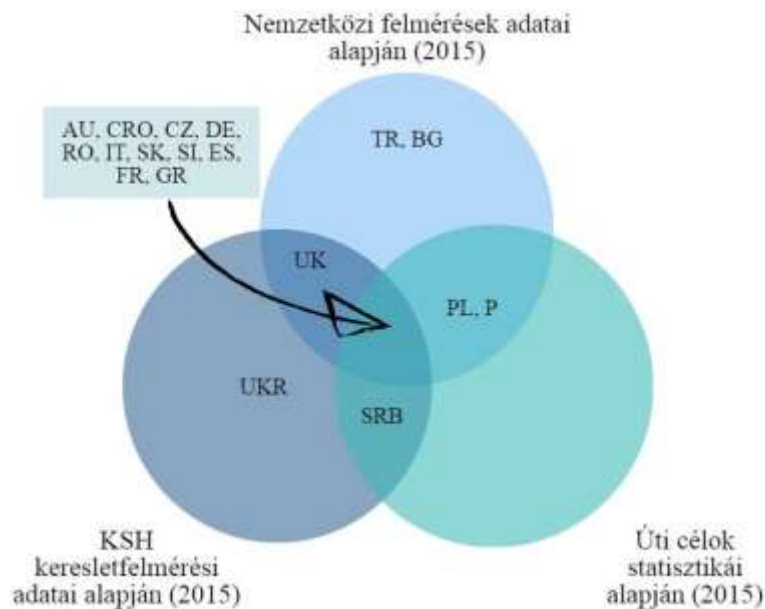 Nemzetközi felmérések adatai
alapján (2015)
AU, CRO, CZ, DE,
RO, IT, SK, SI, ES,
FR, GR
TR, BG
UK
PL, P
UKR
SRB
KSH
keresletfelmérési
adatai alapján (2015)
Úti célok
statisztikái
alapján (2015)